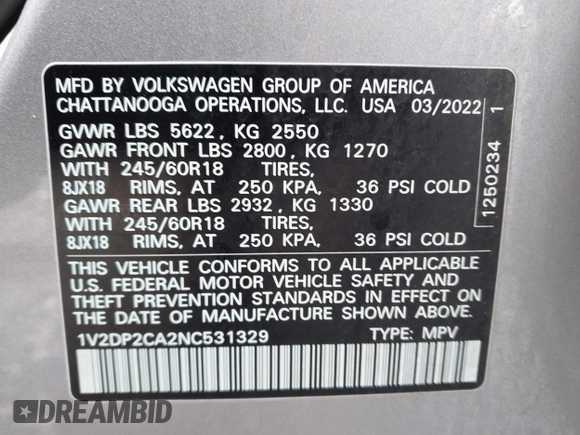 MFD BY VOLKSWAGEN GROUP OF AMERICA
CHATTANOOGA OPERATIONS, LLC. USA 03/2022
GVWR LBS 5622, KG 2550
GAWR FRONT LBS 2800, KG 1270
WITH 245/60R18 TIRES,
8JX18 RIMS, AT 250 KPA, 36 PSI COLD
GAWR REAR LBS 2932, KG 1330
WITH 245/60R18 TIRES,
8JX18 RIMS, AT 250 KPA, 36 PSI COLD
THIS VEHICLE CONFORMS TO ALL APPLICABLE
U.S. FEDERAL MOTOR VEHICLE SAFETY AND
THEFT PREVENTION STANDARDS IN EFFECT ON
THE DATE OF MANUFACTURE SHOWN ABOVE.
1V2DP2CA2NC531329 TYPE: MPV
1250234 1
DREAMBID